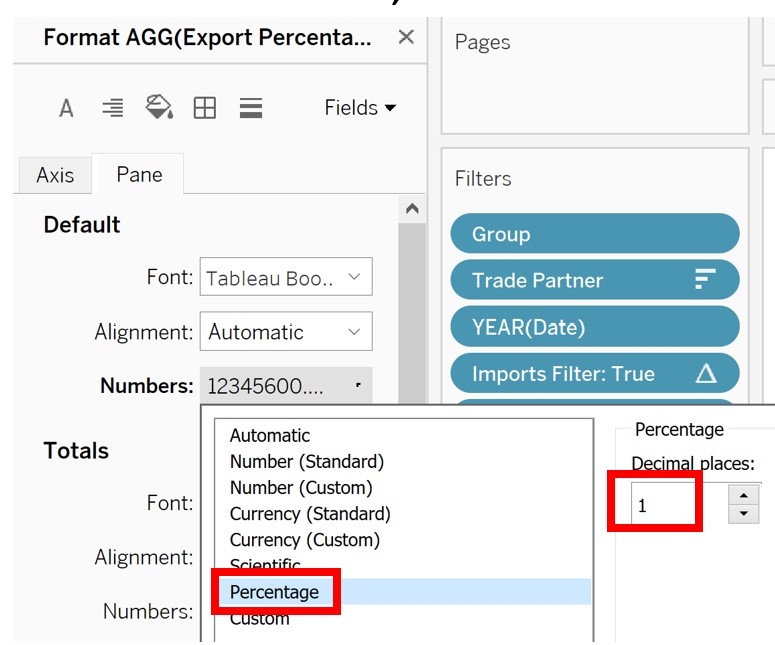 Format AGG(Export Percenta...
Fields
Axis
Pane
Default
Font: Tableau Boo..
Alignment: Automatic
Numbers: 12345600....
Totals
Font:
Alignment:
Numbers:
Automatic
Number (Standard)
Number (Custom)
Currency (Standard)
Currency (Custom)
Scientific
Percentage
Custom
Percentage
Decimal places:
1
Pages
Filters
Group
Trade Partner
YEAR(Date)
Imports Filter: True